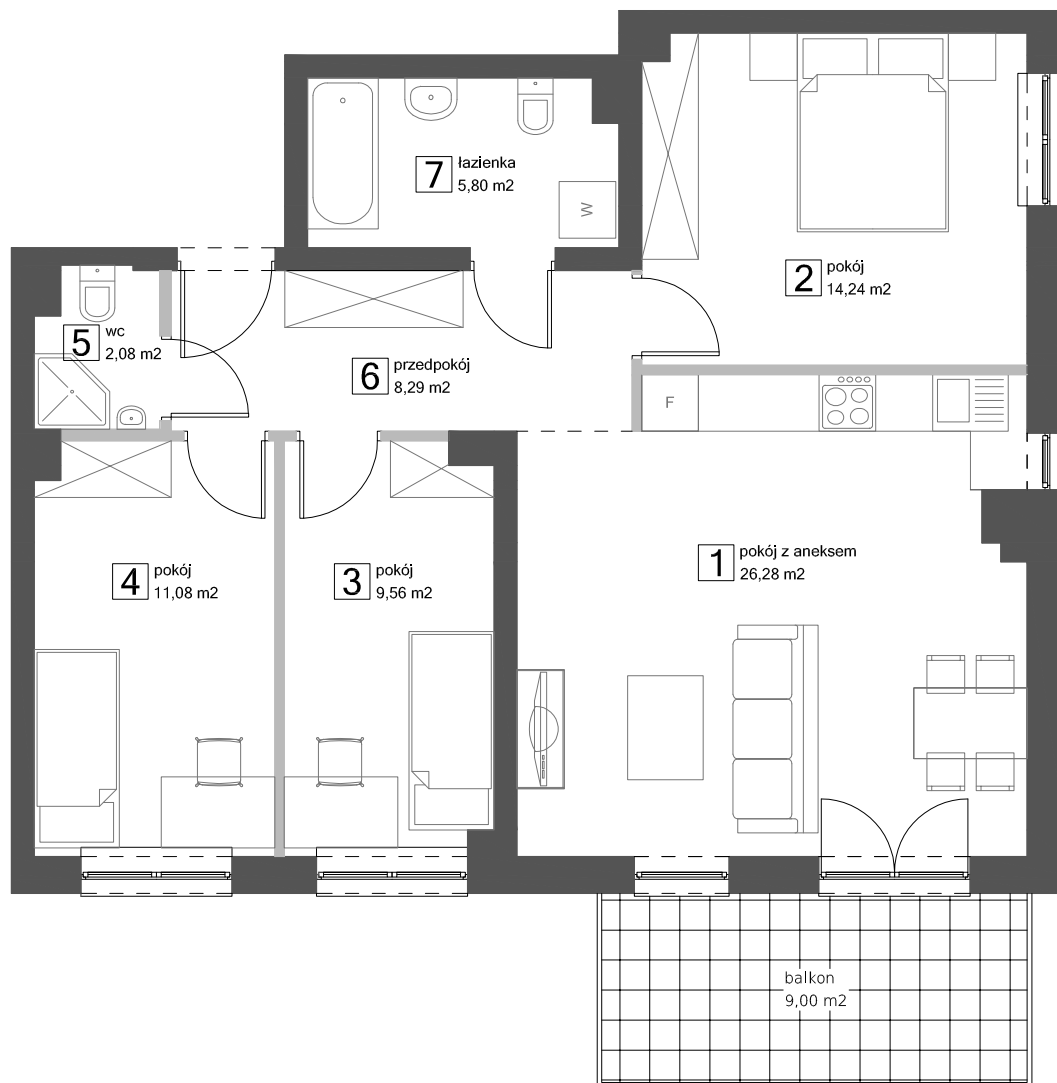 7
łazienka
5,80 m2
W
2
pokój
14,24 m2
5
wc
2,08 m2
6
przedpokój
8,29 m2
F
1
pokój z aneksem
26,28 m2
4
pokój
11,08 m2
3
pokój
9,56 m2
balkon
9,00 m2